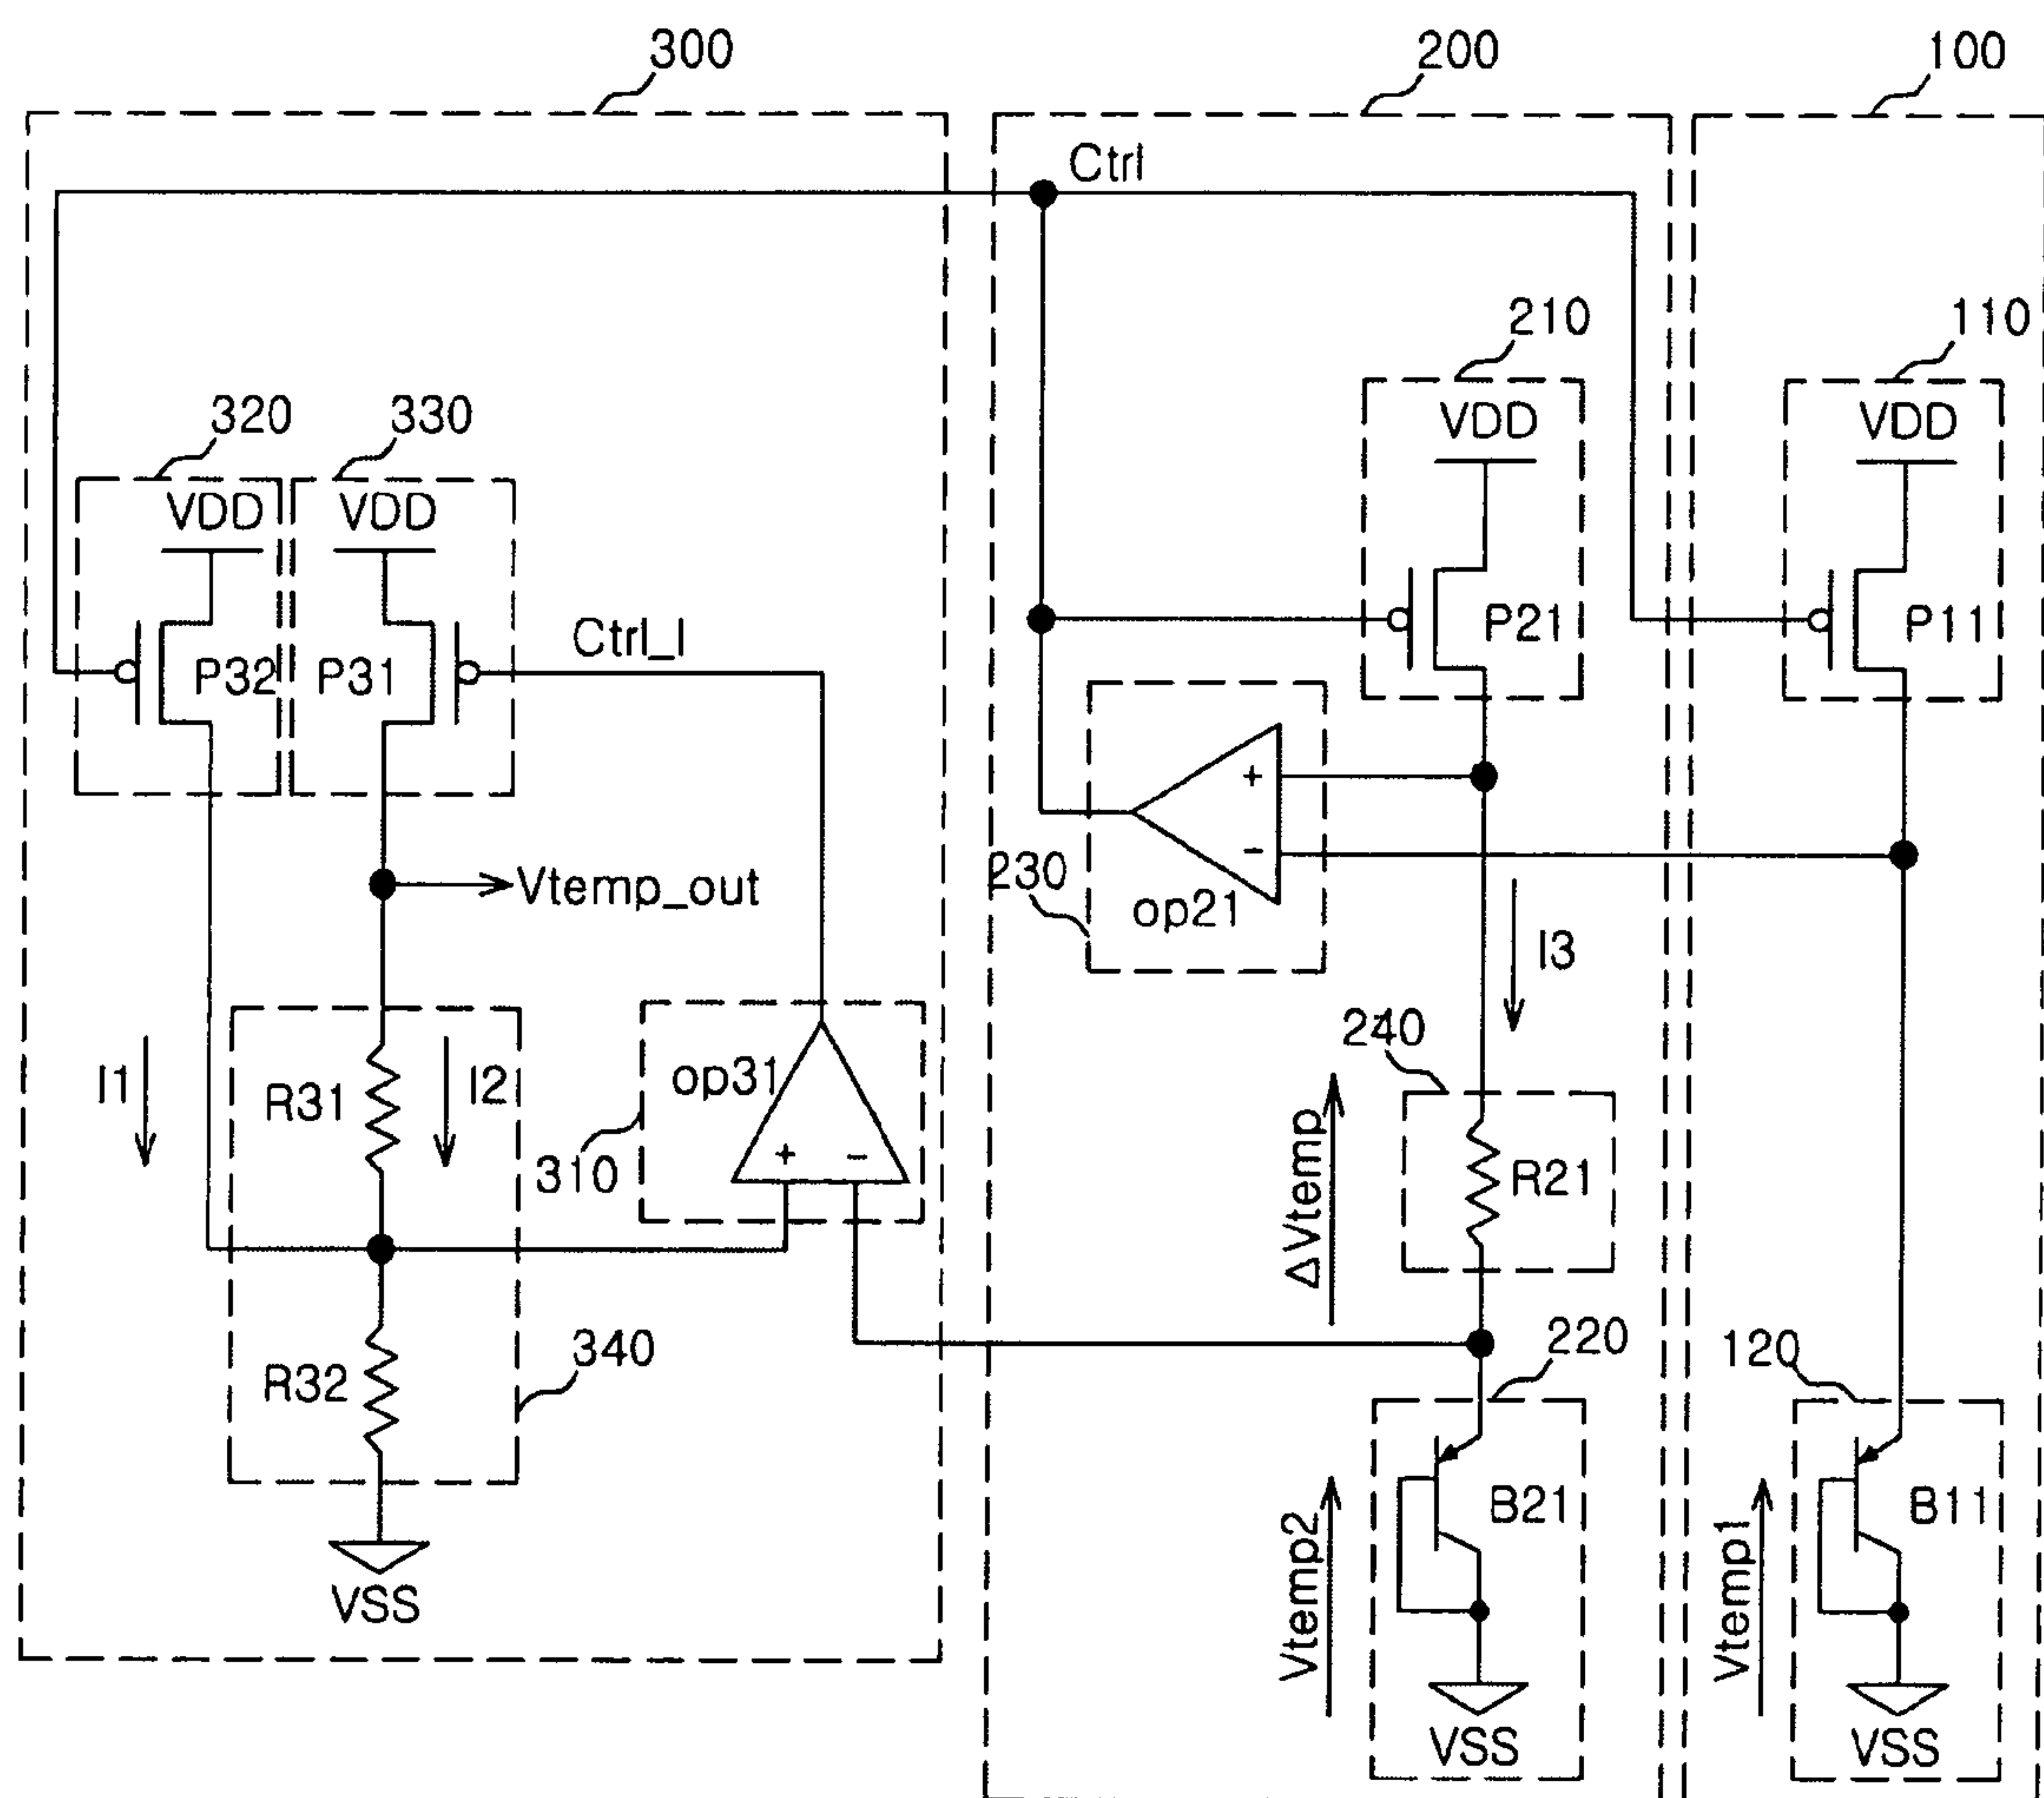 300
200
100
Ctrl
210
110
VDD
VDD
320
330
VDD
VDD
P21
P11
Ctrl_I
P32
P31
+
-
230
op21
Vtemp_out
I3
240
I1
R31
I2
op31
310
+
-
ΔVtemp
R21
R32
340
220
120
Vtemp2
B21
Vtemp1
B11
VSS
VSS
VSS